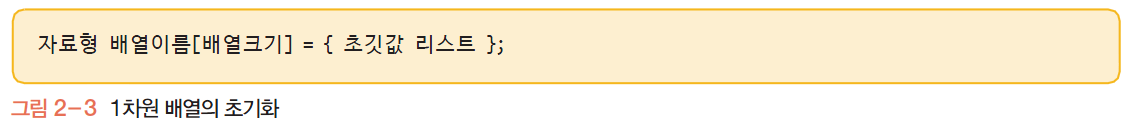 자료형 배열이름[배열크기] = { 초깃값 리스트 };
그림 2-3 1차원 배열의 초기화